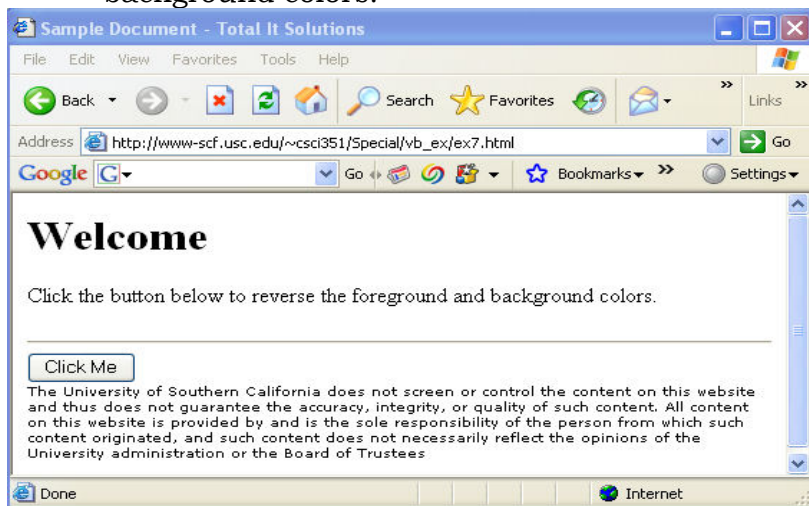 background colors.
Sample Document - Total It Solutions
File Edit View Favorites Tools Help
Back Search Favorites » Links »
Address http://www-scf.usc.edu/~csci351/Special/vb_ex/ex7.html Go
Google G Go Bookmarks » Settings
Welcome
Click the button below to reverse the foreground and background colors.
Click Me
The University of Southern California does not screen or control the content on this website
and thus does not guarantee the accuracy, integrity, or quality of such content. All content
on this website is provided by and is the sole responsibility of the person from which such
content originated, and such content does not necessarily reflect the opinions of the
University administration or the Board of Trustees
Done Internet